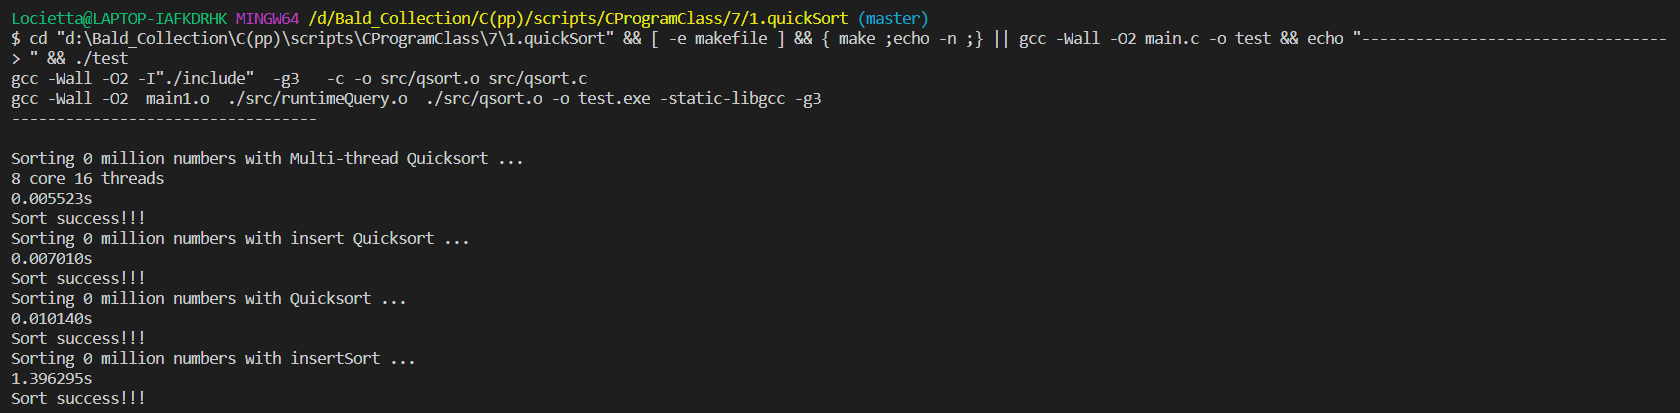 Locietta@LAPTOP-IAFKDRHK MINGW64 /d/Bald_Collection/C(pp)/scripts/CProgramClass/7/1.quickSort (master)
$ cd "d:\Bald_Collection\C(pp)\scripts\CProgramClass\7\1.quickSort" && [ -e makefile ] && { make ;echo -n ;} || gcc -Wall -O2 main.c -o test && echo "----------------------------------
> " && ./test
gcc -Wall -O2 -I"./include"  -g3   -c -o src/qsort.o src/qsort.c
gcc -Wall -O2  main1.o  ./src/runtimeQuery.o  ./src/qsort.o -o test.exe -static-libgcc -g3
----------------------------------
Sorting 0 million numbers with Multi-thread Quicksort ...
8 core 16 threads
0.005523s
Sort success!!!
Sorting 0 million numbers with insert Quicksort ...
0.007010s
Sort success!!!
Sorting 0 million numbers with Quicksort ...
0.010140s
Sort success!!!
Sorting 0 million numbers with insertSort ...
1.396295s
Sort success!!!